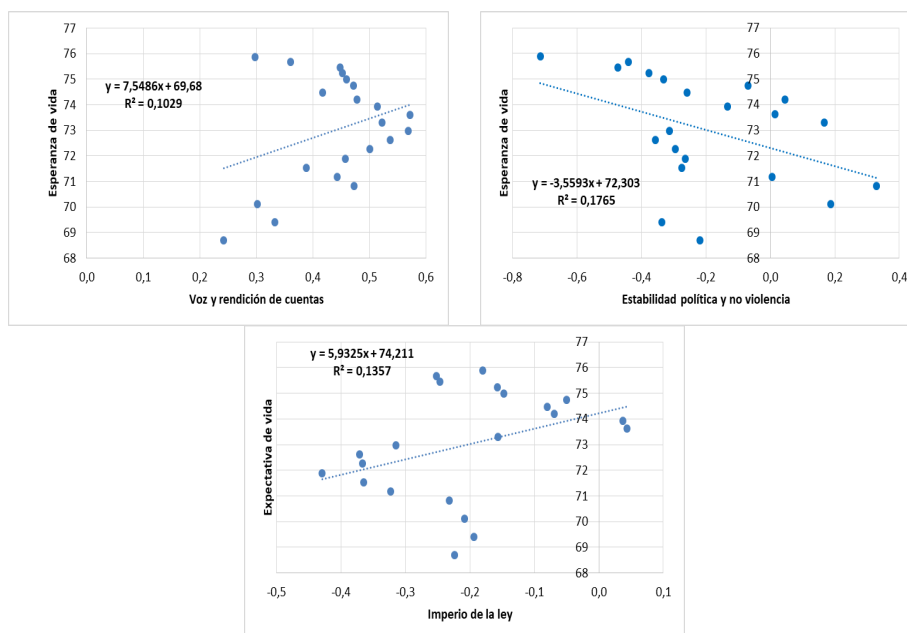 77
76
75
74
73
72
71
70
69
68
Esperanza de vida
y = 7,5486x + 69,68
R² = 0,1029
0,0 0,1 0,2 0,3 0,4 0,5 0,6
Voz y rendición de cuentas
77
76
75
74
73
72
71
70
69
68
Esperanza de vida
-3,5593x + 72,303
R² = 0,1765
-0,8 -0,6 -0,4 -0,2 0,0 0,2 0,4
Estabilidad política y no violencia
77
76
75
74
73
72
71
70
69
68
Expectativa de vida
y = 5,9325x + 74,211
R² = 0,1357
-0,5 -0,4 -0,3 -0,2 -0,1 0,0 0,1
Imperio de la ley